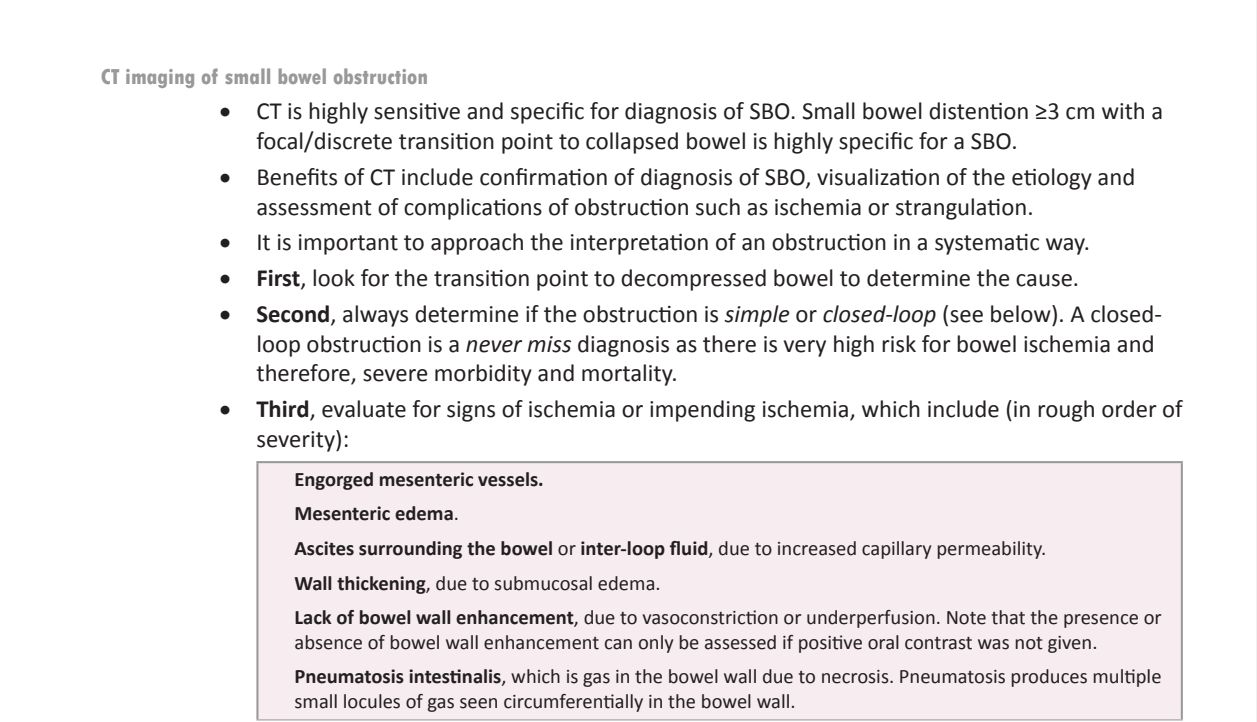 CT imaging of small bowel obstruction
• CT is highly sensitive and specific for diagnosis of SBO. Small bowel distention ≥3 cm with a
focal/discrete transition point to collapsed bowel is highly specific for a SBO.
• Benefits of CT include confirmation of diagnosis of SBO, visualization of the etiology and
assessment of complications of obstruction such as ischemia or strangulation.
• It is important to approach the interpretation of an obstruction in a systematic way.
• First, look for the transition point to decompressed bowel to determine the cause.
• Second, always determine if the obstruction is simple or closed-loop (see below). A closed-
loop obstruction is a never miss diagnosis as there is very high risk for bowel ischemia and
therefore, severe morbidity and mortality.
• Third, evaluate for signs of ischemia or impending ischemia, which include (in rough order of
severity):
Engorged mesenteric vessels.
Mesenteric edema.
Ascites surrounding the bowel or inter-loop fluid, due to increased capillary permeability.
Wall thickening, due to submucosal edema.
Lack of bowel wall enhancement, due to vasoconstriction or underperfusion. Note that the presence or
absence of bowel wall enhancement can only be assessed if positive oral contrast was not given.
Pneumatosis intestinalis, which is gas in the bowel wall due to necrosis. Pneumatosis produces multiple
small locules of gas seen circumferentially in the bowel wall.